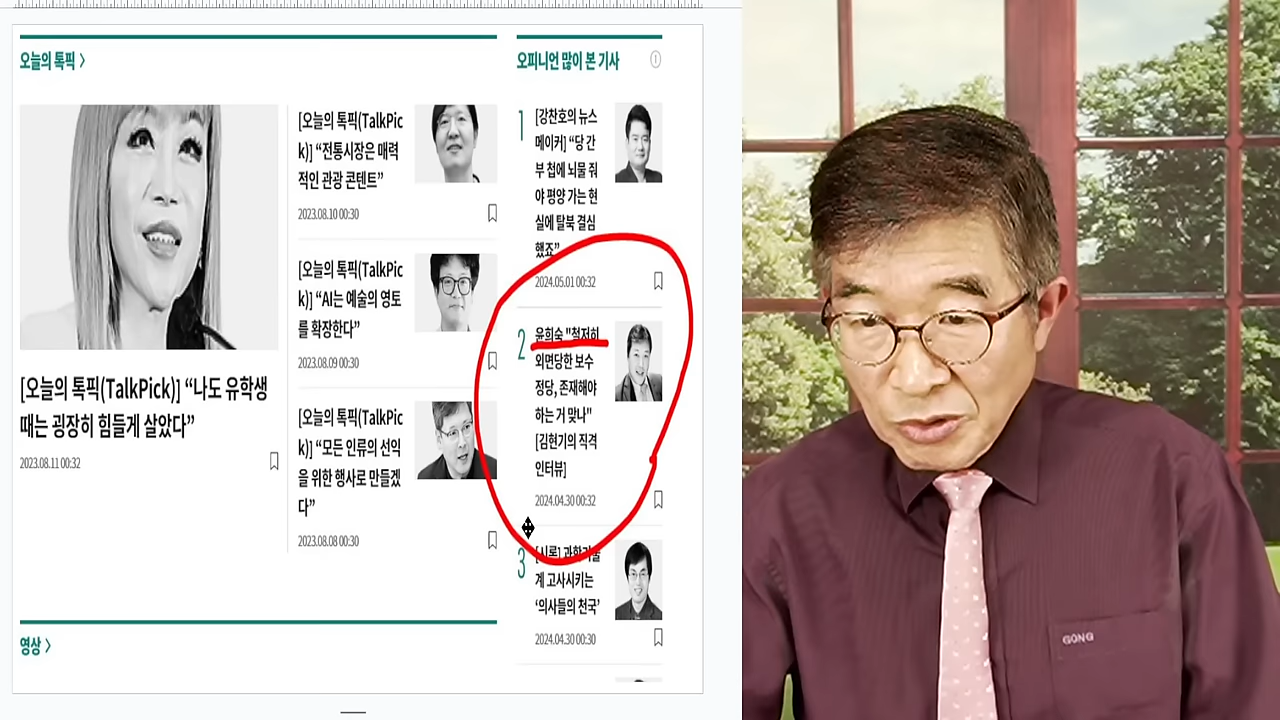 오늘의 톡픽 >
[오늘의 톡픽(TalkPick)] “나도 유학생
때는 굉장히 힘들게 살았다”
2023.08.11 00:32
[오늘의 톡픽(TalkPic
k)] “전통시장은 매력
적인 관광 콘텐트”
2023.08.10 00:30
[오늘의 톡픽(TalkPic
k)] “AI는 예술의 영토
를 확장한다”
2023.08.09 00:30
[오늘의 톡픽(TalkPic
k)] “모든 인류의 선익
을 위한 행사로 만들겠
다”
2023.08.08 00:30
영상 >
오피니언 많이 본 기사
1
[강찬호의 뉴스
메이커] “당 간
부 첩에 뇌물 줘
야 평양 가는 현
실에 탈북 결심
했죠”
2024.05.01 00:32
2
윤희숙 "철저히
외면당한 보수
정당, 존재해야
하는 거 맞나"
[김현기의 직격
인터뷰]
2024.04.30 00:32
3
[시론] 과학기술
계 고사시키는
‘의사들의 천국’
2024.04.30 00:30
GONG